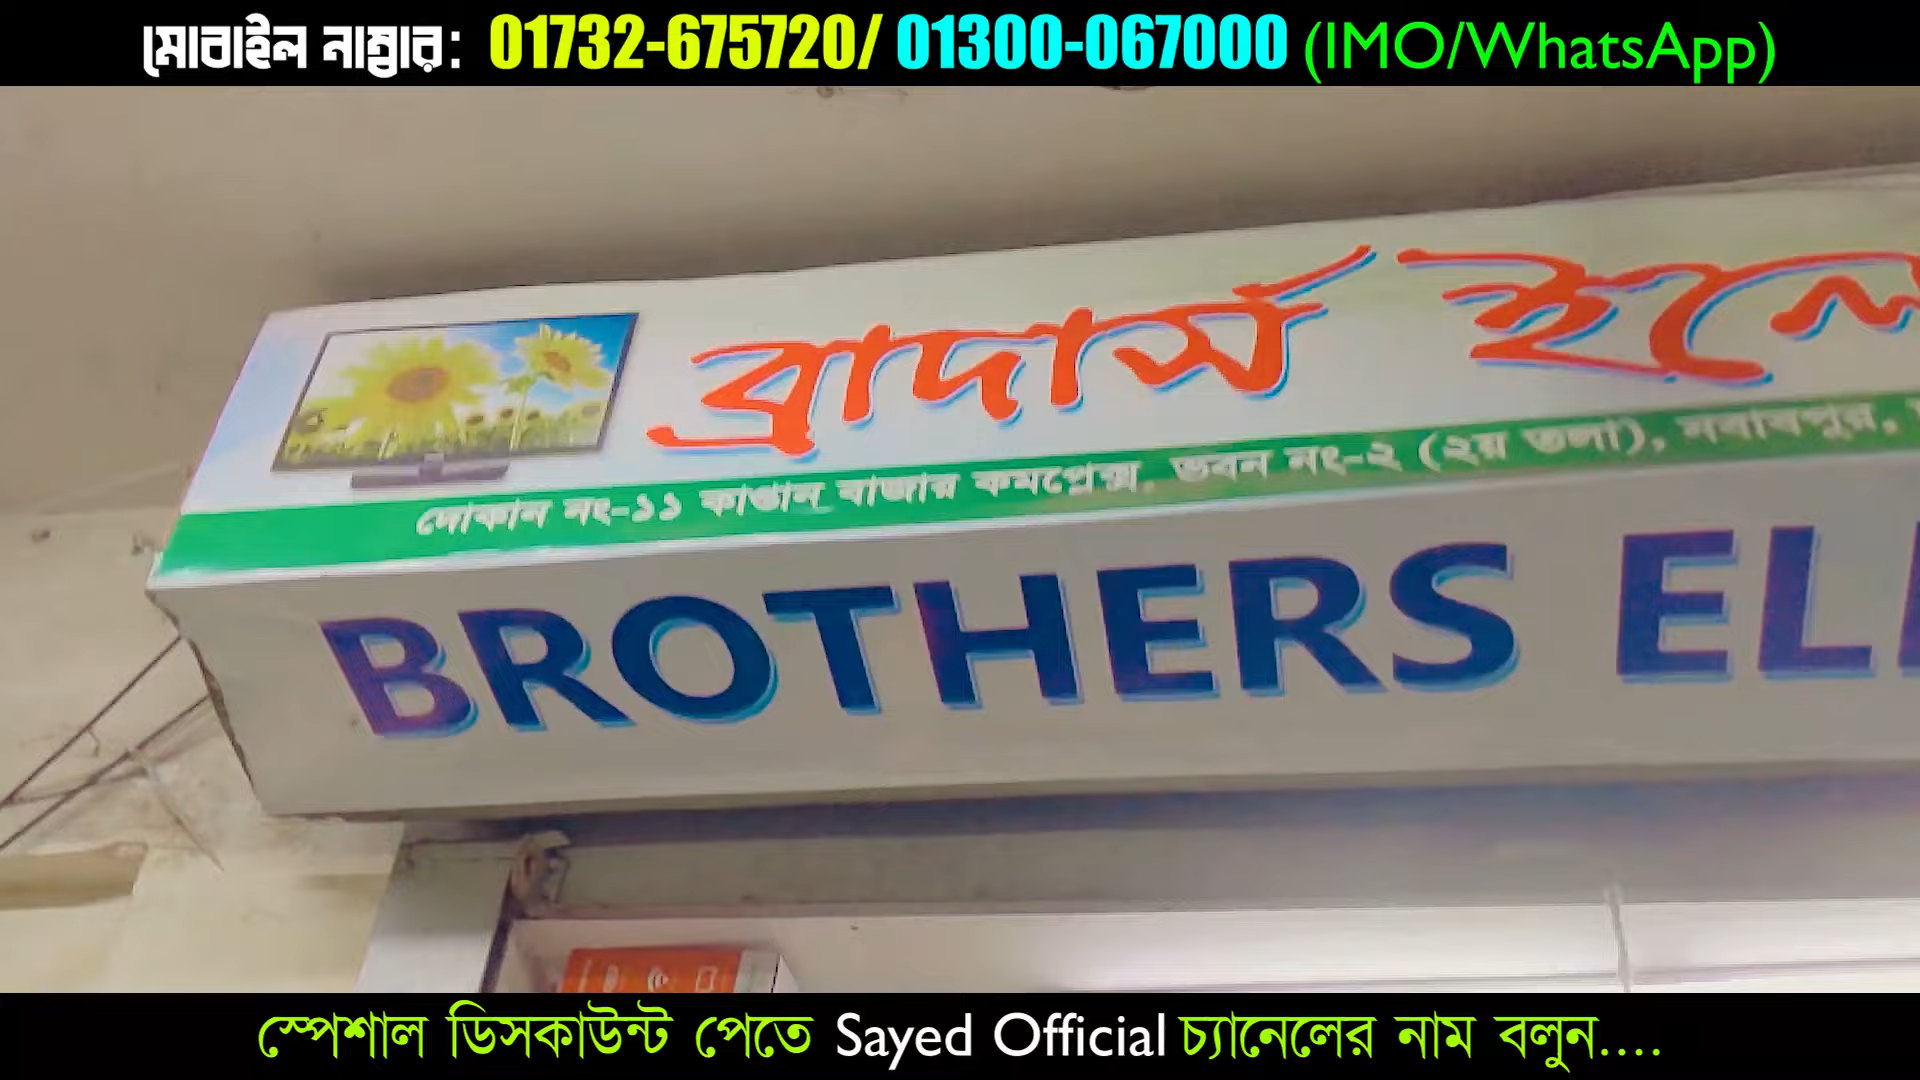 মোবাইল নাম্বার: 01732-675720/ 01300-067000 (IMO/WhatsApp)
ব্রাদার্স ইলে
দোকান নং-১১ কাপ্তান বাজার কমপ্লেক্স, ভবন নং-২ (২য় তলা), নবাবপুর,
BROTHERS EL
স্পেশাল ডিসকাউন্ট পেতে Sayed Official চ্যানেলের নাম বলুন....